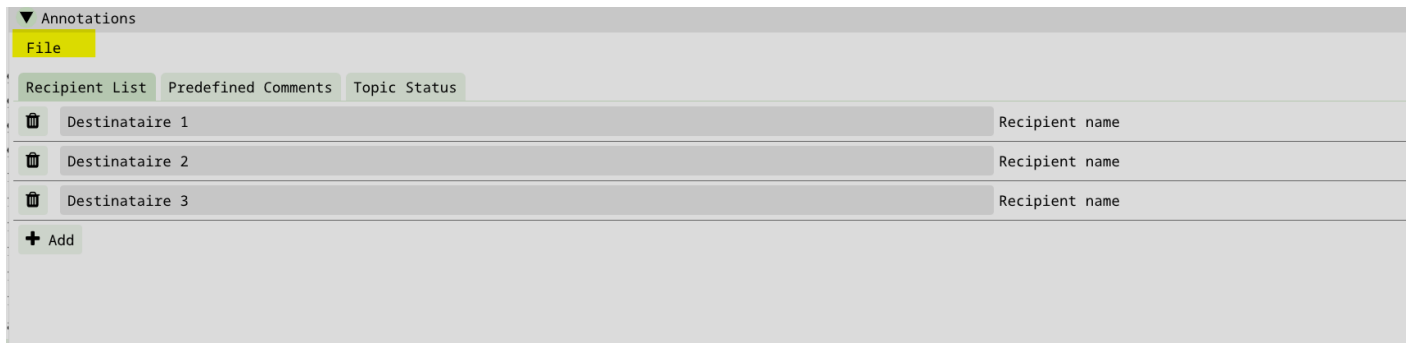 Annotations
File
Recipient List Predefined Comments Topic Status
Destinataire 1 Recipient name
Destinataire 2 Recipient name
Destinataire 3 Recipient name
Add